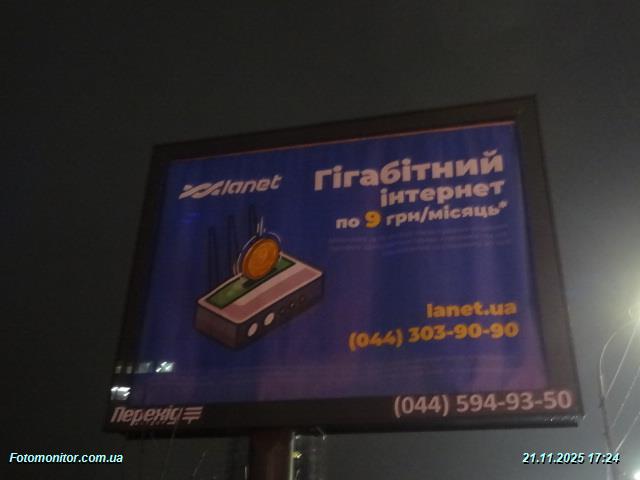 lanet
Гігабітний
інтернет
по 9 грн/місяць*
lanet.ua
(044) 303-90-90
Перехід
(044) 594-93-50
Fotomonitor.com.ua
21.11.2025 17:24